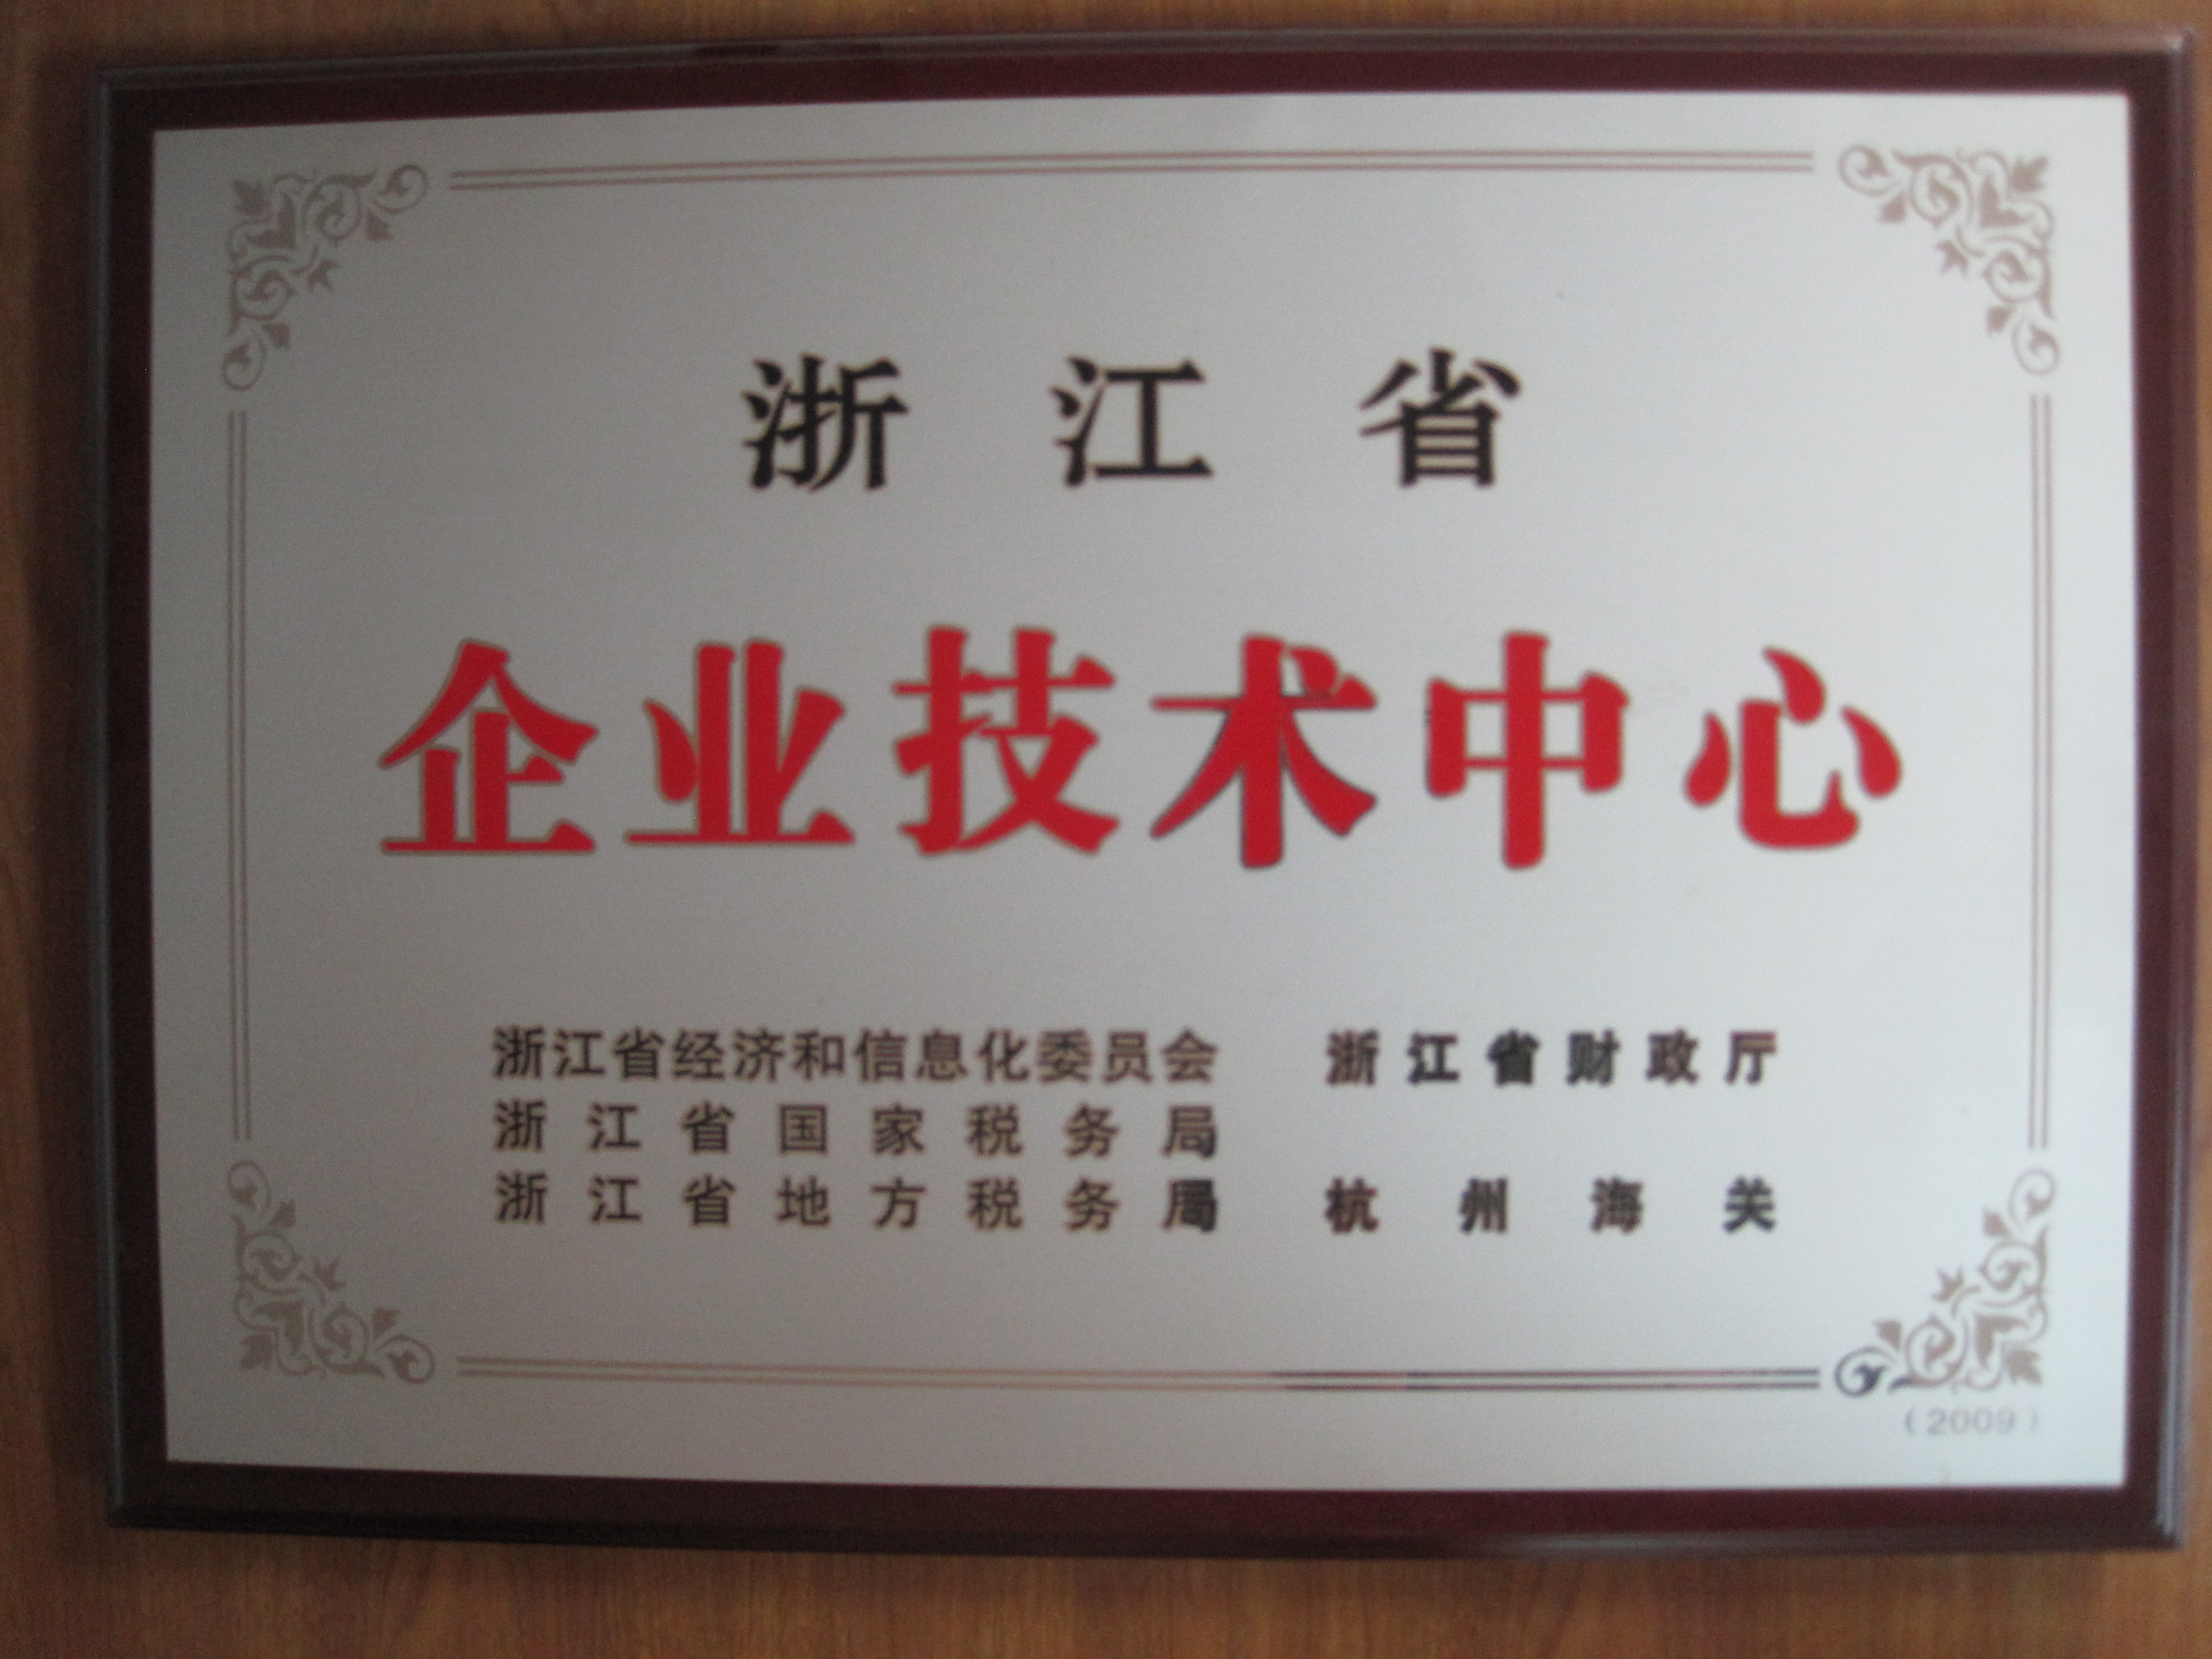 浙江省
企业技术中心
浙江省经济和信息化委员会 浙江省财政厅
浙江省国家税务局
浙江省地方税务局 杭州海关
（2009）